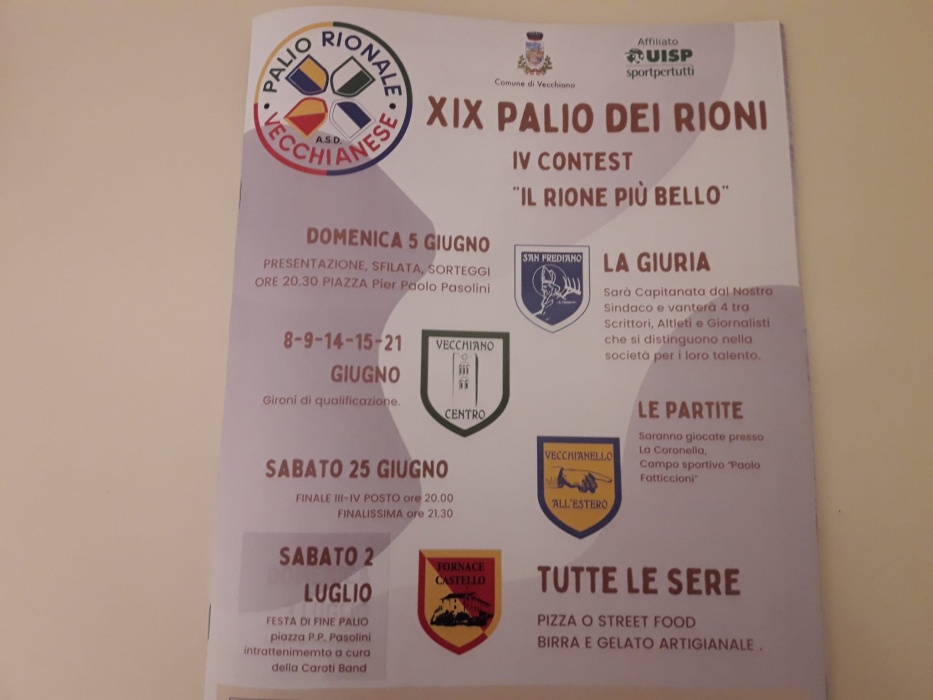 PALIO RIONALE
VECCHIANESE
A.S.D.
Comune di Vecchiano
Affiliato
UISP
sportpertutti
XIX PALIO DEI RIONI
IV CONTEST
"IL RIONE PIÙ BELLO"
DOMENICA 5 GIUGNO
PRESENTAZIONE, SFILATA, SORTEGGI
ORE 20.30 PIAZZA Pier Paolo Pasolini
SAN FREDIANO
LA GIURIA
Sarà Capitanata dal Nostro
Sindaco e vanterà 4 tra
Scrittori, Altleti e Giornalisti
che si distinguono nella
società per i loro talento.
8-9-14-15-21
GIUGNO
Gironi di qualificazione.
VECCHIANO
CENTRO
LE PARTITE
Saranno giocate presso
La Coronella,
Campo sportivo "Paolo
Fatticcioni"
VECCHIANELLO
ALL'ESTERO
SABATO 25 GIUGNO
FINALE III-IV POSTO ore 20.00
FINALISSIMA ore 21.30
SABATO 2
LUGLIO
FESTA DI FINE PALIO
piazza P.P. Pasolini
intrattenimemto a cura
della Caroti Band
FORNACE
CASTELLO
TUTTE LE SERE
PIZZA O STREET FOOD
BIRRA E GELATO ARTIGIANALE .